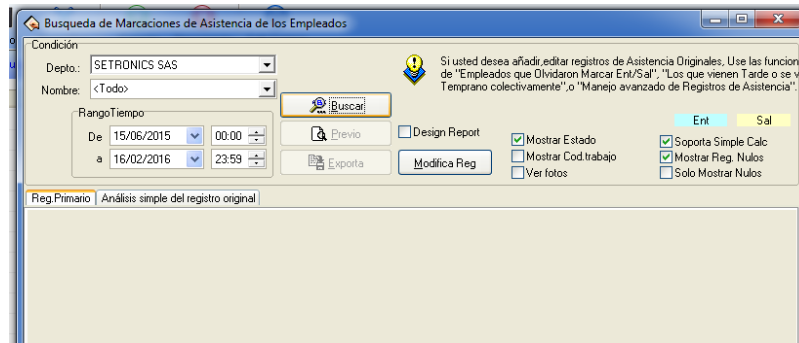 Busqueda de Marcaciones de Asistencia de los Empleados
Condición
Depto.: SETRONICS SAS
Nombre: <Todo>
RangoTiempo
De 15/06/2015 00:00
a 16/02/2016 23:59
Buscar
Previo
Exporta
Design Report
Modifica Reg
Si usted desea añadir,editar registros de Asistencia Originales, Use las funcion
de "Empleados que Olvidaron Marcar Ent/Sal", "Los que vienen Tarde o se v
Temprano colectivamente",o "Manejo avanzado de Registros de Asistencia".
Ent Sal
Mostrar Estado
Mostrar Cod.trabajo
Ver fotos
Soporta Simple Calc
Mostrar Reg. Nulos
Solo Mostrar Nulos
Reg.Primario
Análisis simple del registro original